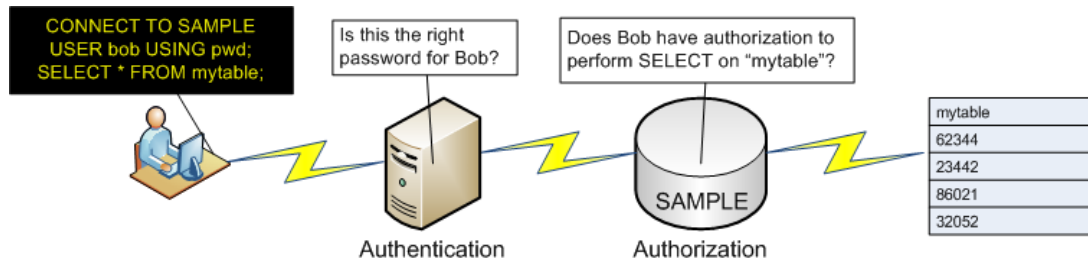 CONNECT TO SAMPLE
USER bob USING pwd;
SELECT * FROM mytable;
Is this the right
password for Bob?
Does Bob have authorization to
perform SELECT on “mytable”?
mytable
62344
23442
86021
32052
SAMPLE
Authentication
Authorization